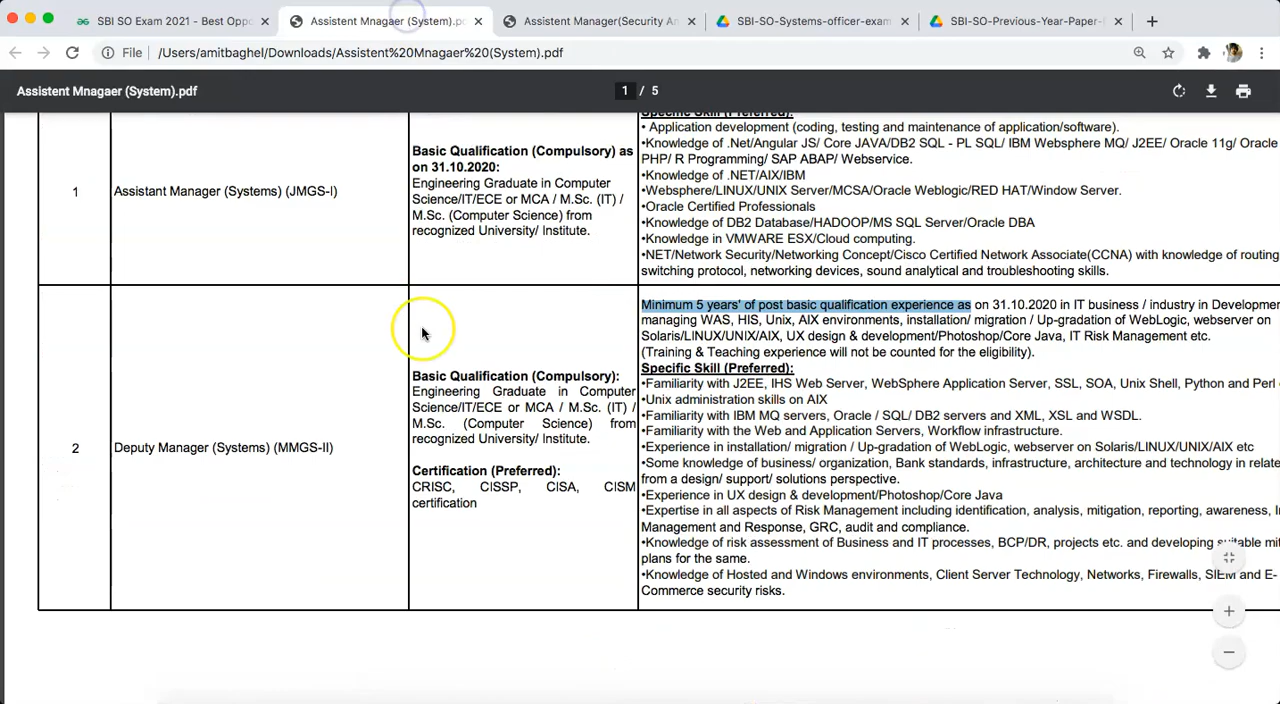 SBI SO Exam 2021 - Best Oppo
Assistent Mnagaer (System).pd
Assistent Manager(Security An
SBI-SO-Systems-officer-exam
SBI-SO-Previous-Year-Paper-
File /Users/amitbaghel/Downloads/Assistent%20Mnagaer%20(System).pdf
Assistent Mnagaer (System).pdf
1 / 5
1
Assistant Manager (Systems) (JMGS-I)
Basic Qualification (Compulsory) as
on 31.10.2020:
Engineering Graduate in Computer
Science/IT/ECE or MCA / M.Sc. (IT) /
M.Sc. (Computer Science) from
recognized University/ Institute.
Specific Skill (Preferred):
• Application development (coding, testing and maintenance of application/software).
•Knowledge of .Net/Angular JS/ Core JAVA/DB2 SQL - PL SQL/ IBM Websphere MQ/ J2EE/ Oracle 11g/ Oracle
PHP/ R Programming/ SAP ABAP/ Webservice.
•Knowledge of .NET/AIX/IBM
•Websphere/LINUX/UNIX Server/MCSA/Oracle Weblogic/RED HAT/Window Server.
•Oracle Certified Professionals
•Knowledge of DB2 Database/HADOOP/MS SQL Server/Oracle DBA
•Knowledge in VMWARE ESX/Cloud computing.
•NET/Network Security/Networking Concept/Cisco Certified Network Associate(CCNA) with knowledge of routing
switching protocol, networking devices, sound analytical and troubleshooting skills.
2
Deputy Manager (Systems) (MMGS-II)
Basic Qualification (Compulsory):
Engineering Graduate in Computer
Science/IT/ECE or MCA / M.Sc. (IT) /
M.Sc. (Computer Science) from
recognized University/ Institute.
Certification (Preferred):
CRISC, CISSP, CISA, CISM
certification
Minimum 5 years' of post basic qualification experience as on 31.10.2020 in IT business / industry in Developmen
managing WAS, HIS, Unix, AIX environments, installation/ migration / Up-gradation of WebLogic, webserver on
Solaris/LINUX/UNIX/AIX, UX design & development/Photoshop/Core Java, IT Risk Management etc.
(Training & Teaching experience will not be counted for the eligibility).
Specific Skill (Preferred):
•Familiarity with J2EE, IHS Web Server, WebSphere Application Server, SSL, SOA, Unix Shell, Python and Perl
•Unix administration skills on AIX
•Familiarity with IBM MQ servers, Oracle / SQL/ DB2 servers and XML, XSL and WSDL.
•Familiarity with the Web and Application Servers, Workflow infrastructure.
•Experience in installation/ migration / Up-gradation of WebLogic, webserver on Solaris/LINUX/UNIX/AIX etc
•Some knowledge of business/ organization, Bank standards, infrastructure, architecture and technology in relate
from a design/ support/ solutions perspective.
•Experience in UX design & development/Photoshop/Core Java
•Expertise in all aspects of Risk Management including identification, analysis, mitigation, reporting, awareness, In
Management and Response, GRC, audit and compliance.
•Knowledge of risk assessment of Business and IT processes, BCP/DR, projects etc. and developing suitable mit
plans for the same.
•Knowledge of Hosted and Windows environments, Client Server Technology, Networks, Firewalls, SIEM and E-
Commerce security risks.